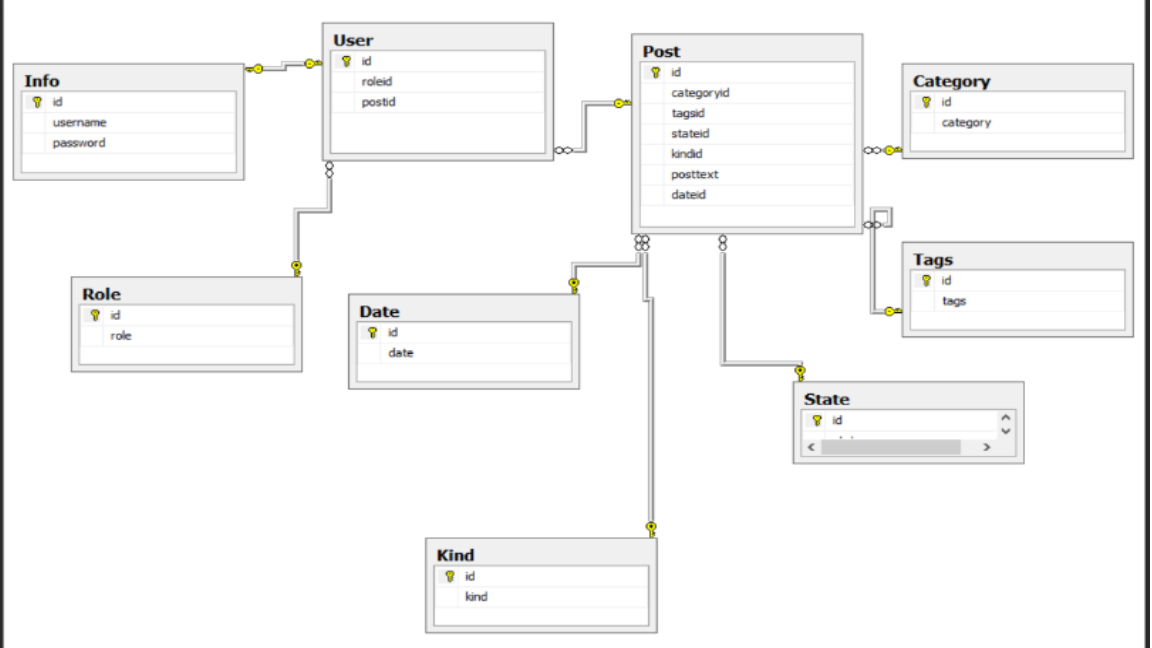 Info
id
username
password
User
id
roleid
postid
Post
id
categoryid
tagsid
stateid
kindid
posttext
dateid
Category
id
category
Role
id
role
Date
id
date
Tags
id
tags
State
id
Kind
id
kind